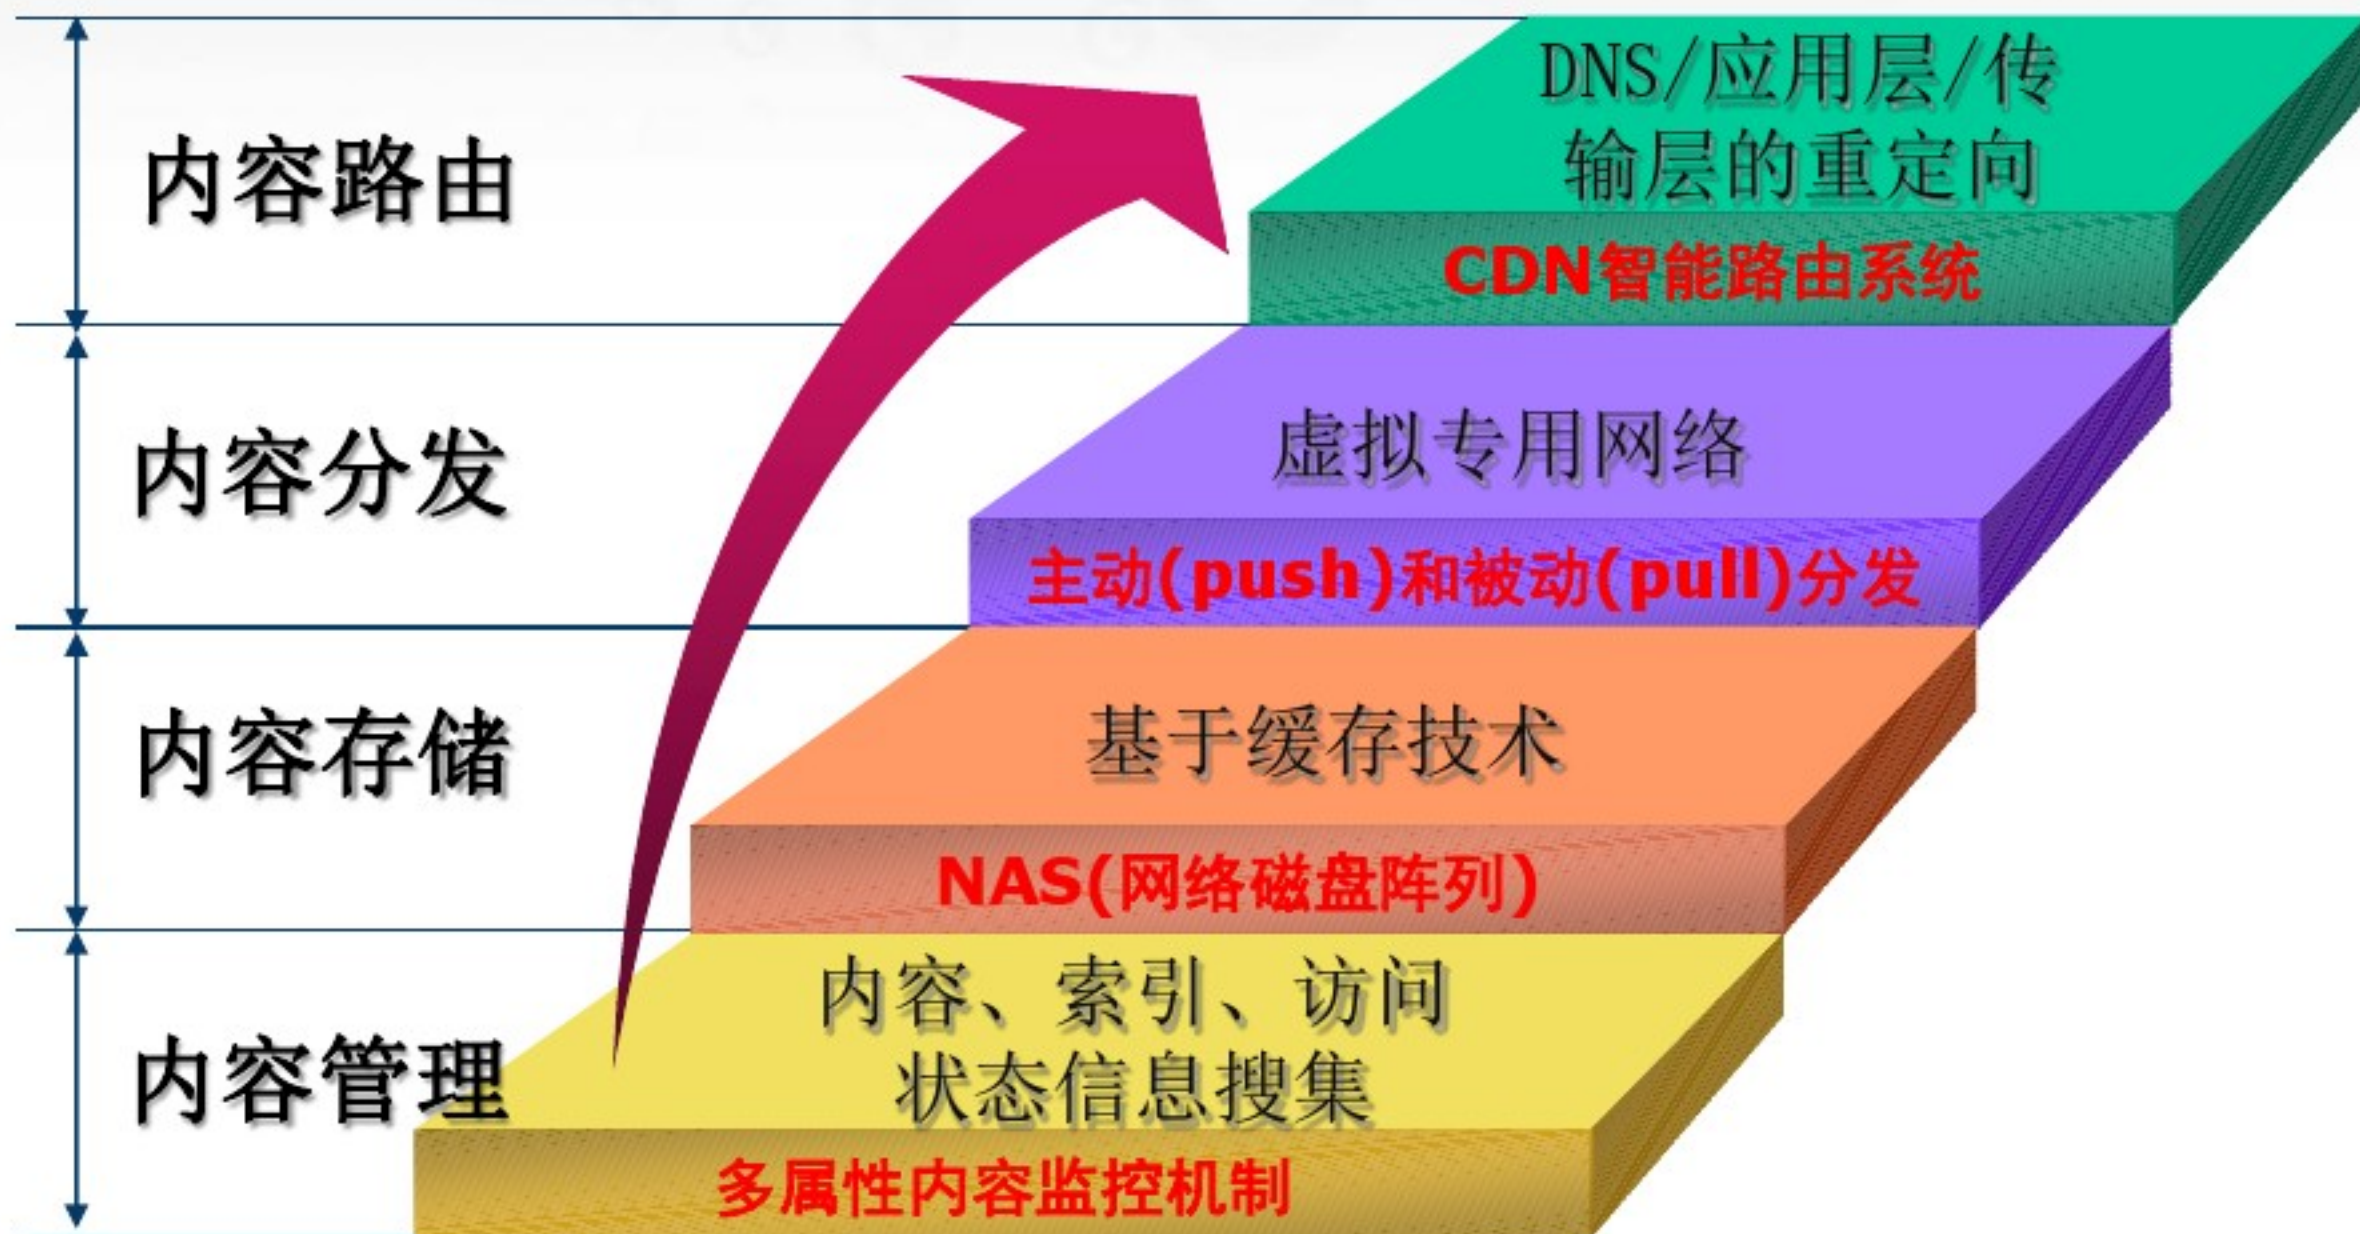 内容路由
DNS/应用层/传
输层的重定向
CDN智能路由系统
内容分发
虚拟专用网络
主动(push)和被动(pull)分发
内容存储
基于缓存技术
NAS(网络磁盘阵列)
内容管理
内容、索引、访问
状态信息搜集
多属性内容监控机制